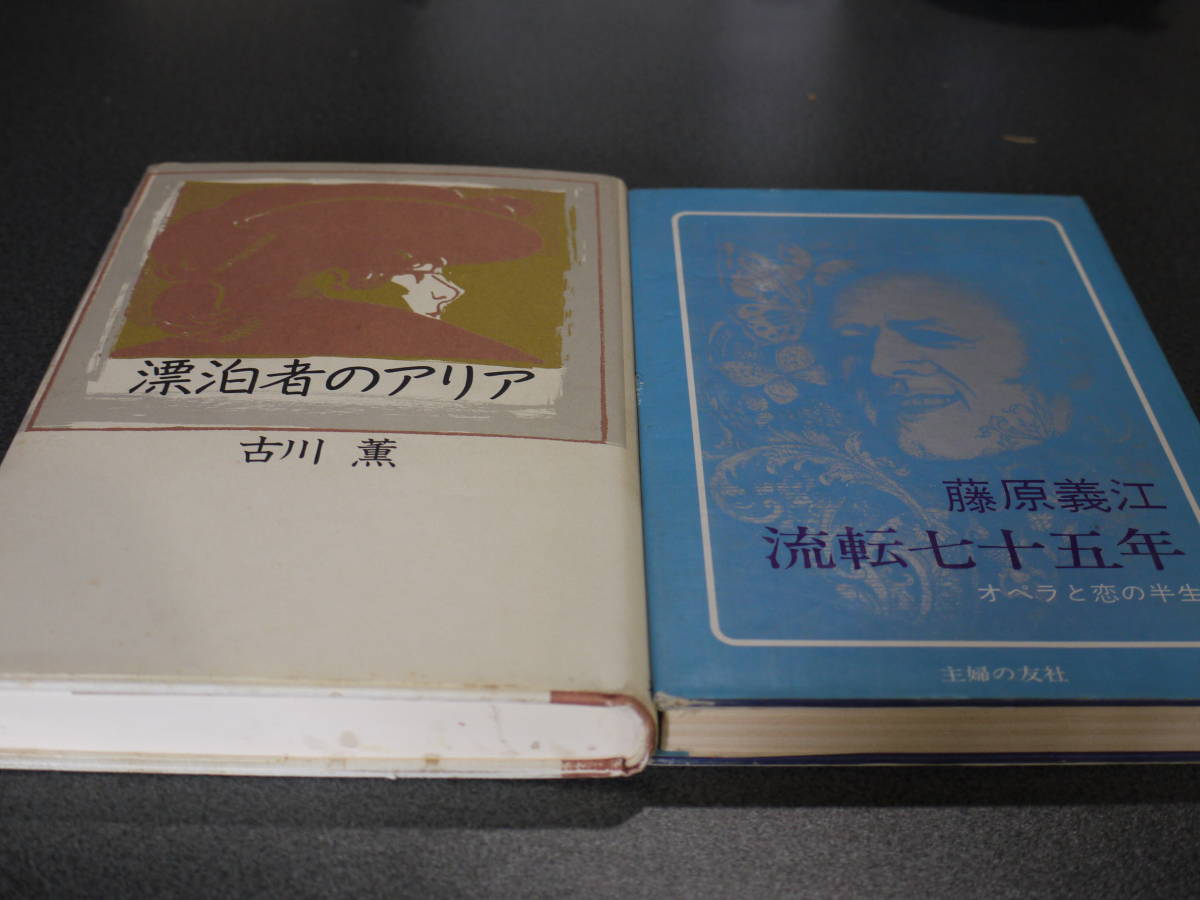 漂泊者のアリア
古川 薫
藤原義江
流転七十五年
オペラと恋の半生
主婦の友社